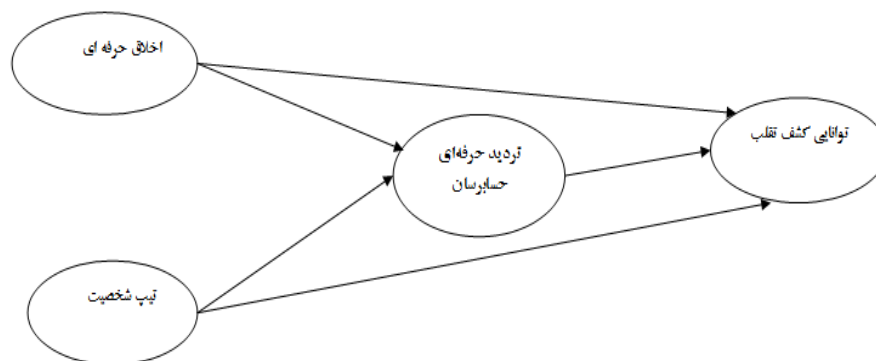 اخلاق حرفه ای
توانایی کشف تقلب
تردید حرفه‌ای
حسابرسان
تیپ شخصیت